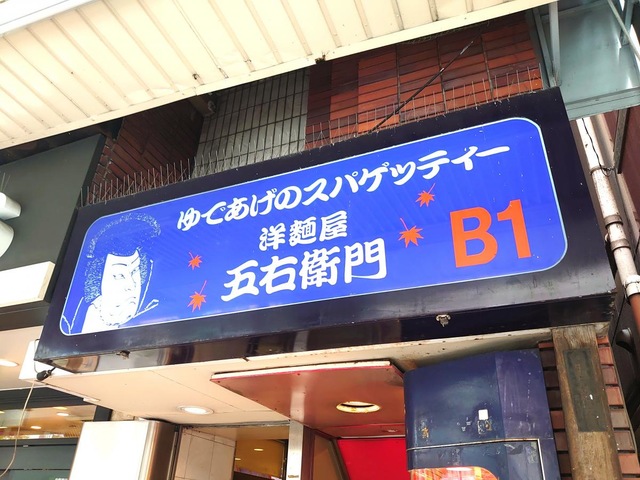 ゆであげのスパゲッティー
洋麺屋
五右衛門
B1